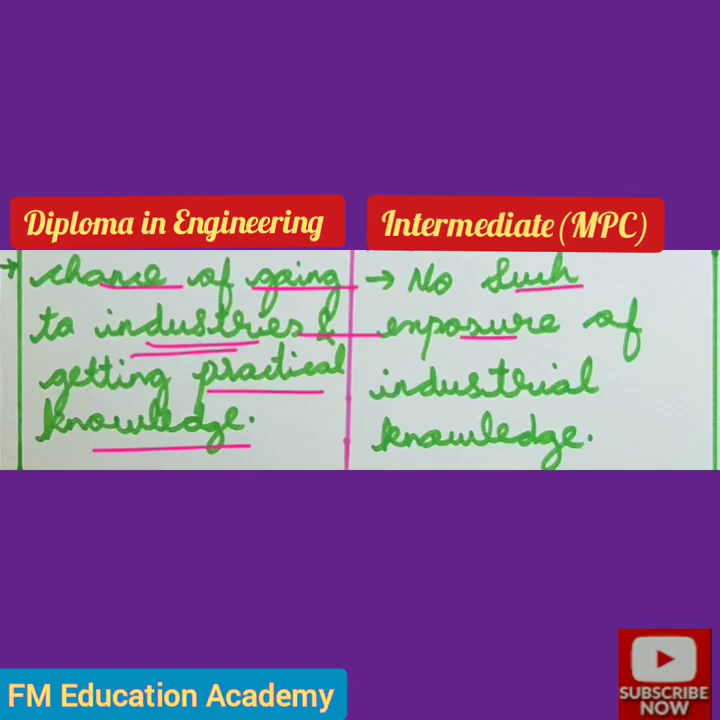 Diploma in Engineering
Intermediate (MPC)
→ chance of going
to industries &
getting practical
knowledge.
→ No such
exposure of
industrial
knowledge.
FM Education Academy
SUBSCRIBE
NOW